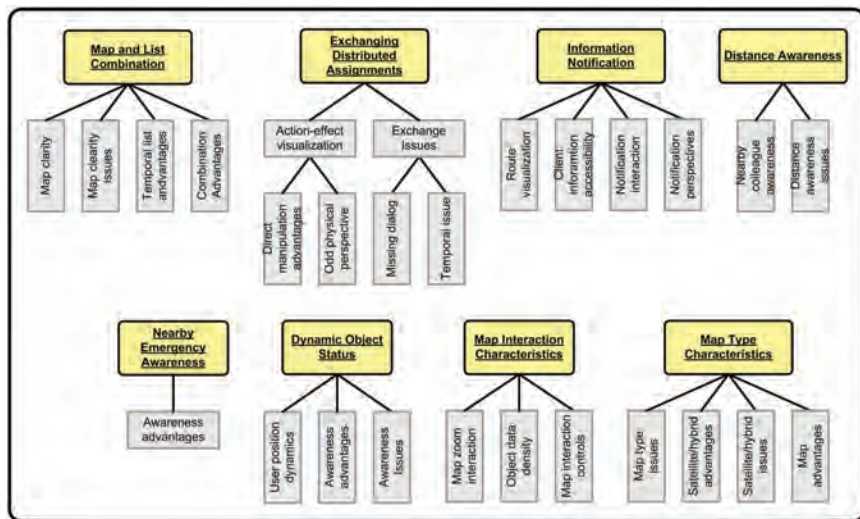 Map and List
Combination
Exchanging
Distributed
Assignments
Information
Notification
Distance Awareness
Map clarity
Map clearity
issues
Temporal list
andvantages
Combination
Advantages
Action-effect
visualization
Exchange
issues
Direct
manipulation
advantages
Odd physical
perspective
Missing dialog
Temporal issue
Route
visualization
Client
inforamtion
accessibility
Notification
interaction
Notification
perspectives
Nearby
colleague
awareness
Distance
awareness
issues
Nearby
Emergency
Awareness
Dynamic Object
Status
Map Interaction
Characteristics
Map Type
Characteristics
Awareness
advantages
User position
dynamics
Awareness
advantages
Awareness
Issues
Map zoom
interaction
Object data
density
Map interaction
controls
Map type
issues
Satellite/hybrid
advantages
Satellite/hybrid
issues
Map
advantages